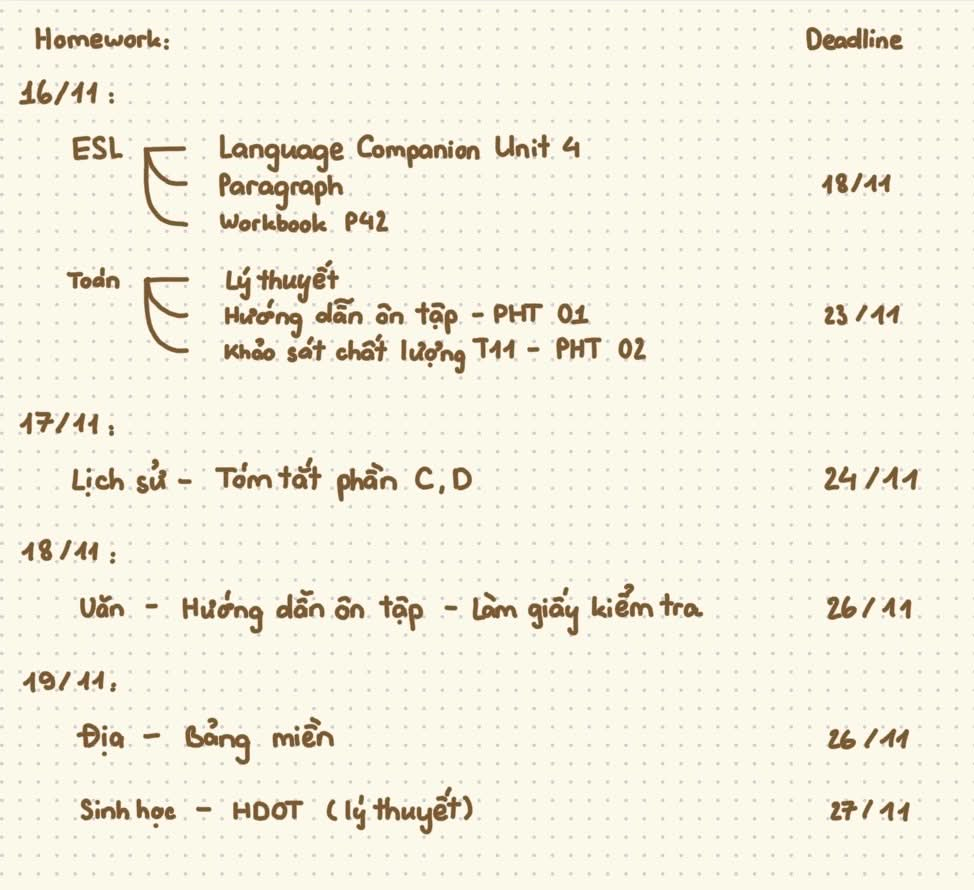 Homework: Deadline
16/11:
ESL Language Companion Unit 4
Paragraph 18/11
Workbook P42
Toán Lý thuyết
Hướng dẫn ôn tập - PHT 01 23/11
Khảo sát chất lượng T11 - PHT 02
17/11:
Lịch sử - Tóm tắt phần C, D 24/11
18/11:
Văn - Hướng dẫn ôn tập - Làm giấy kiểm tra 26/11
19/11:
Địa - Bảng miền 26/11
Sinh học - HDOT (lý thuyết) 27/11